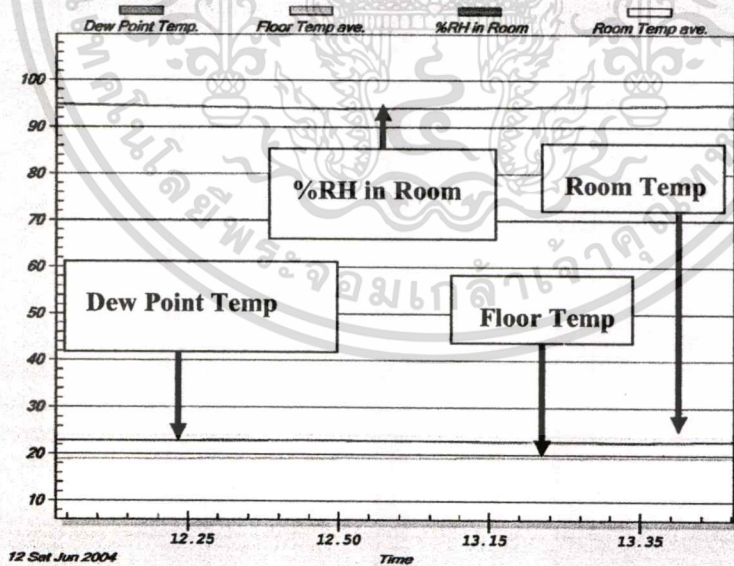 Dew Point Temp. Floor Temp ave. %RH in Room Room Temp ave.
100
90
80
70
60
50
40
30
20
10
%RH in Room
Room Temp
Dew Point Temp
Floor Temp
12.25 12.50 13.15 13.35
12 Sat Jun 2004 Time